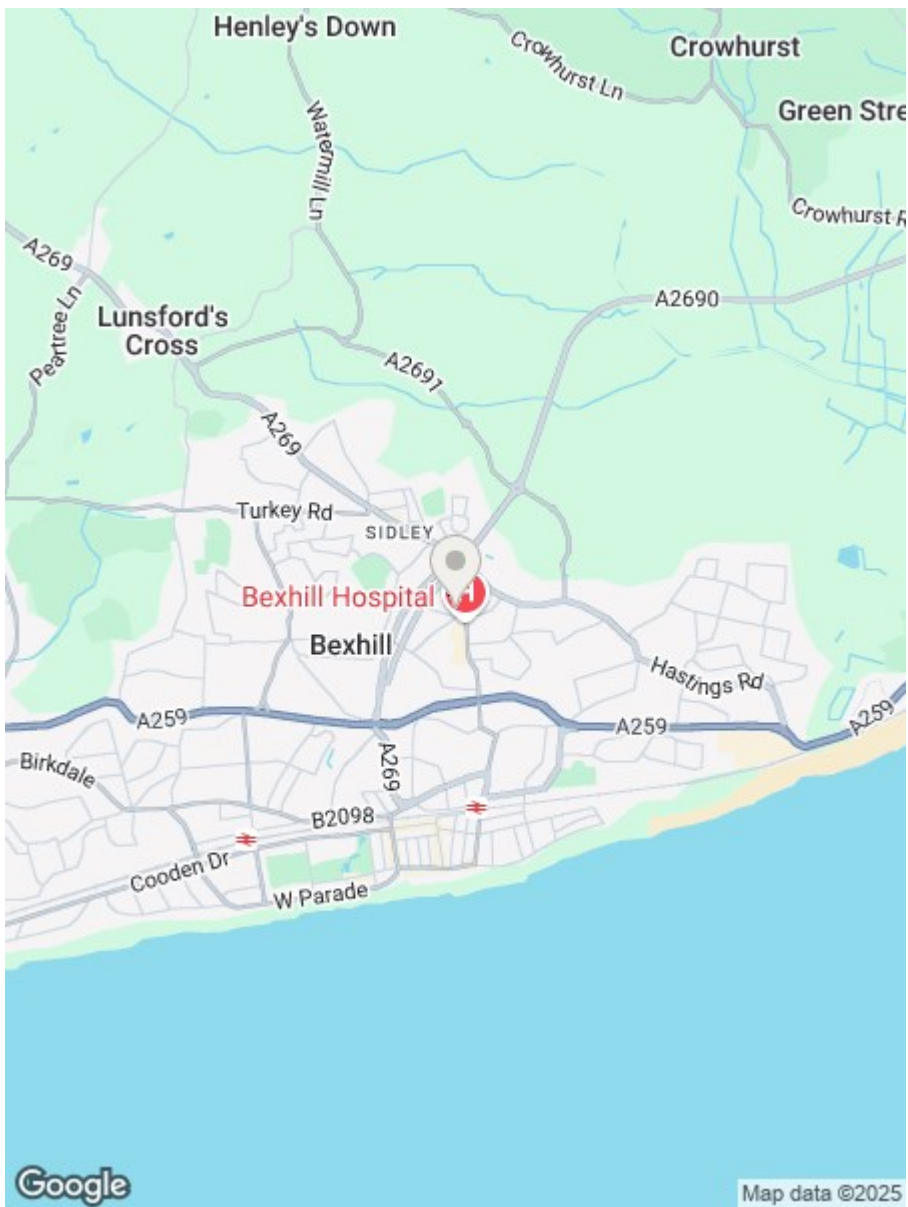 Henley's Down
Crowhurst Ln
Crowhurst
Watermill Ln
Crowhurst R
A269
Peartree Ln
Lunsford's
Cross
A2690
A2691
A269
Turkey Rd
SIDLEY
Bexhill Hospital
H
Bexhill
Hastings Rd
A259
A259
A259
Birkdale
A269
B2098
Cooden Dr
W Parade
Green Stre
Google
Map data ©2025